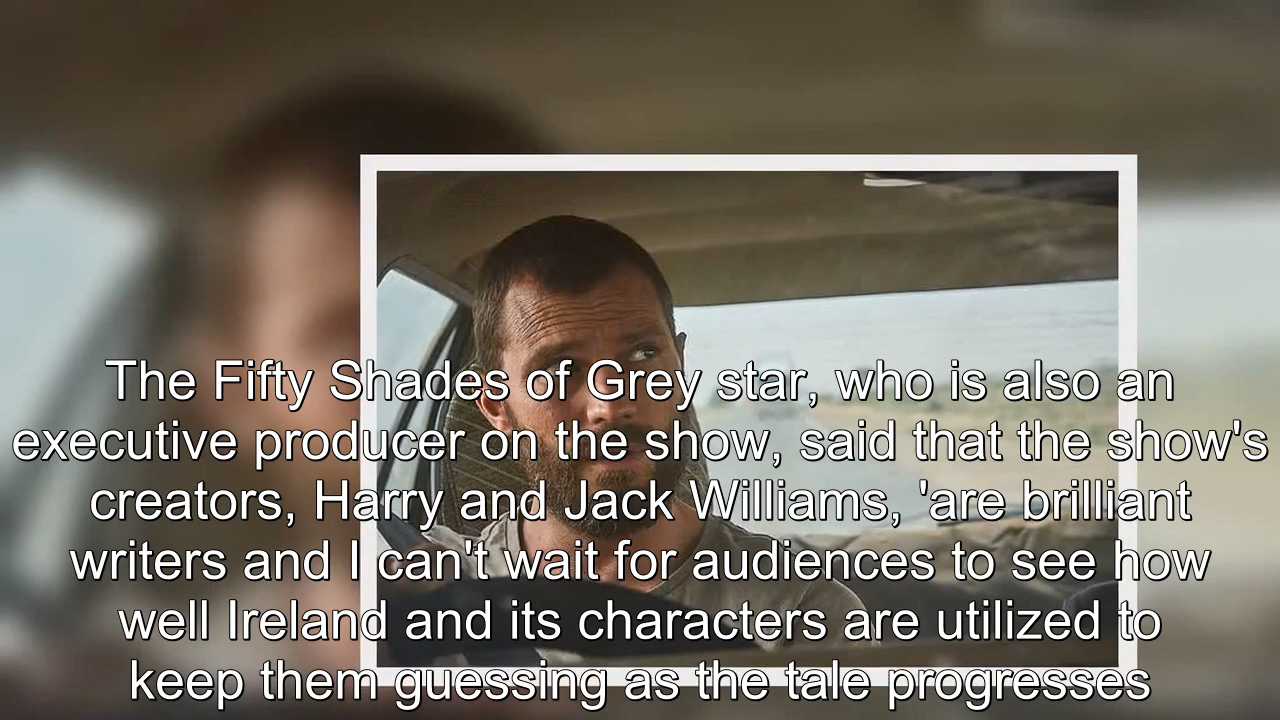 The Fifty Shades of Grey star, who is also an
executive producer on the show, said that the show's
creators, Harry and Jack Williams, 'are brilliant
writers and I can't wait for audiences to see how
well Ireland and its characters are utilized to
keep them guessing as the tale progresses